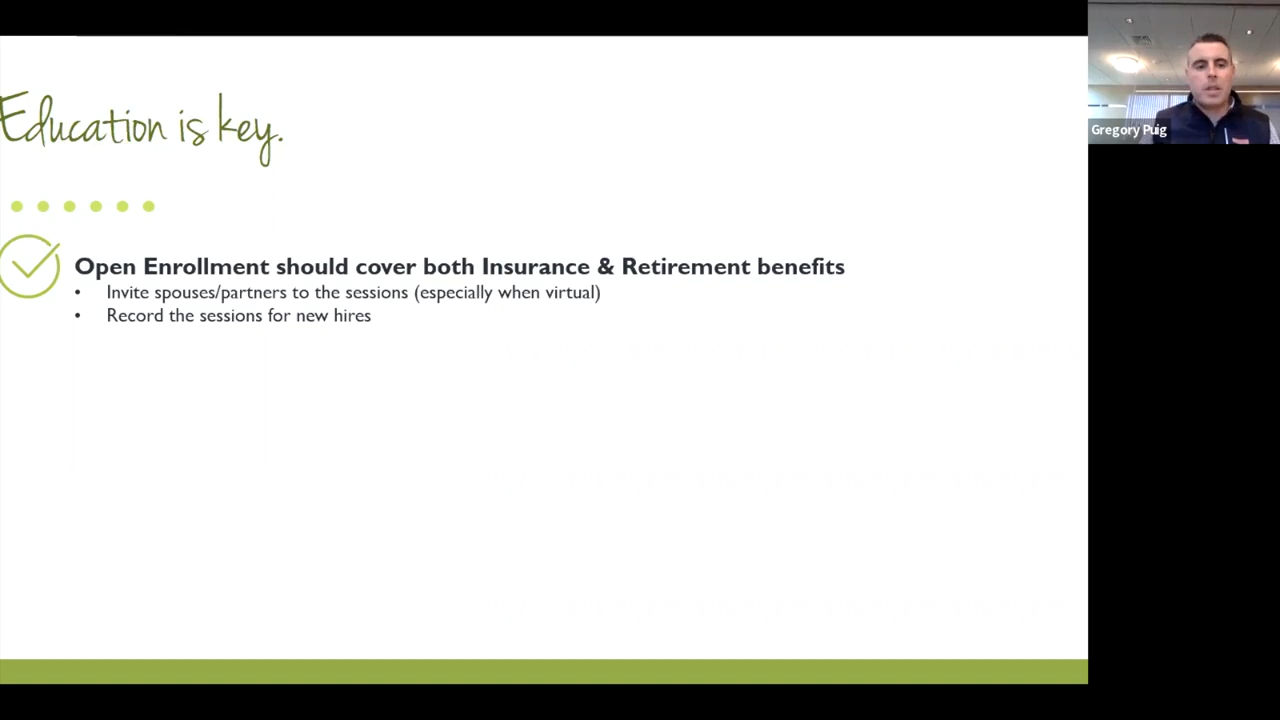 Education is key.
Open Enrollment should cover both Insurance & Retirement benefits
• Invite spouses/partners to the sessions (especially when virtual)
• Record the sessions for new hires
Gregory Puig